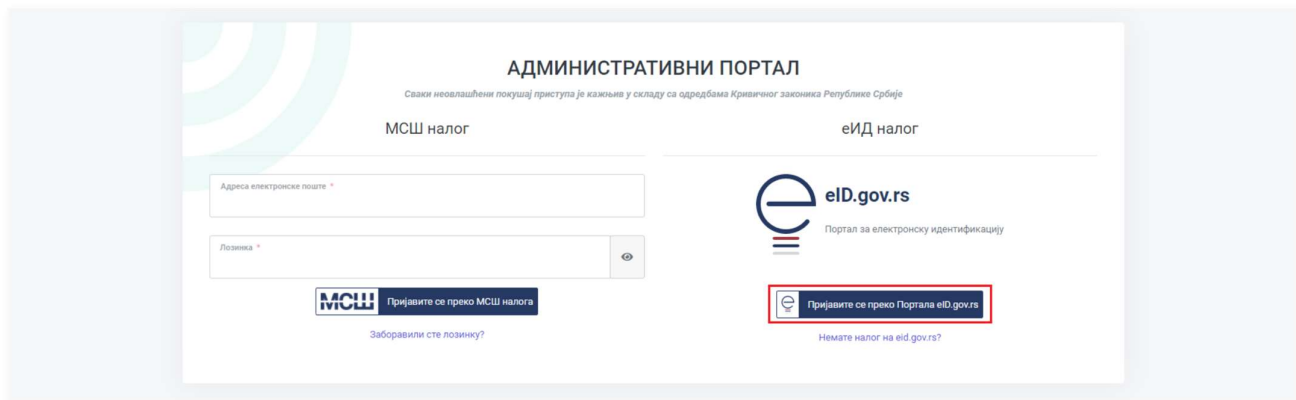 АДМИНИСТРАТИВНИ ПОРТАЛ
Сваки неовлашћени покушај приступа је кажњив у складу са одредбама Кривичног законика Републике Србије
МСШ налог
Адреса електронске поште *
Лозинка *
МСШ Пријавите се преко МСШ налога
Заборавили сте лозинку?
еИД налог
eID.gov.rs
Портал за електронску идентификацију
Пријавите се преко Портала eID.gov.rs
Немате налог на eid.gov.rs?